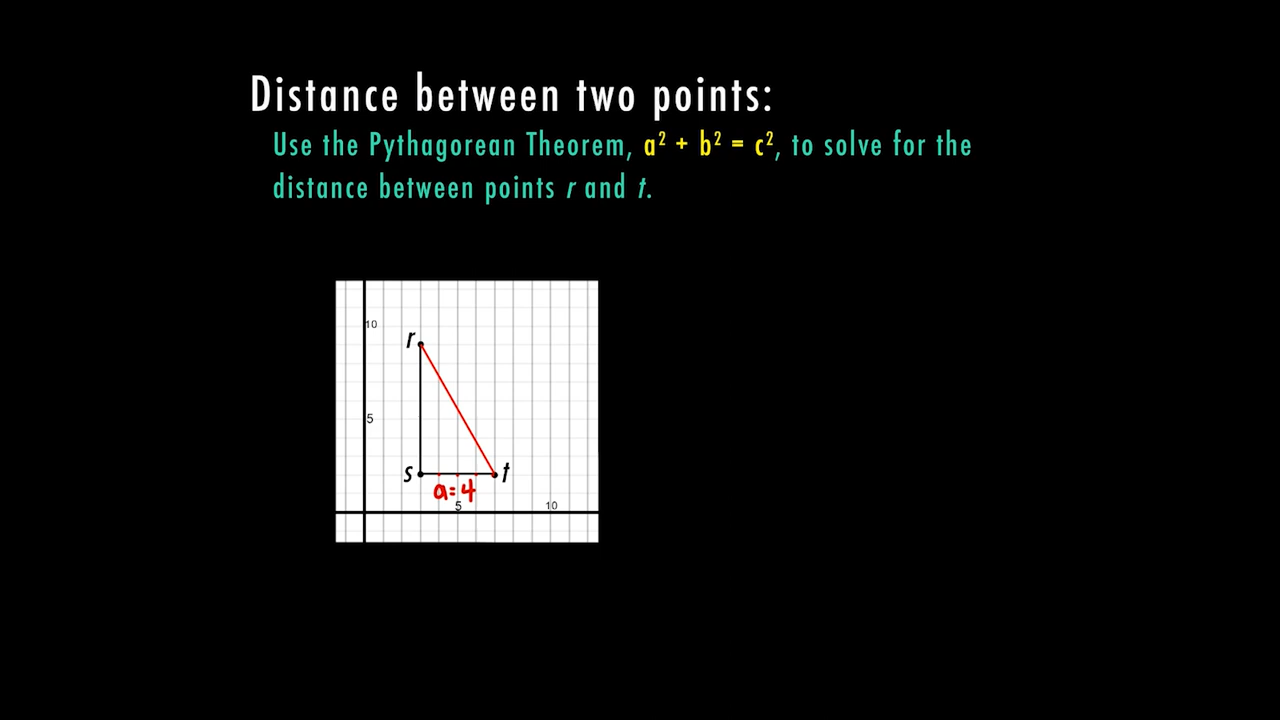 Distance between two points:
Use the Pythagorean Theorem, a² + b² = c², to solve for the
distance between points r and t.
10
r
5
s
t
a=4
5
10